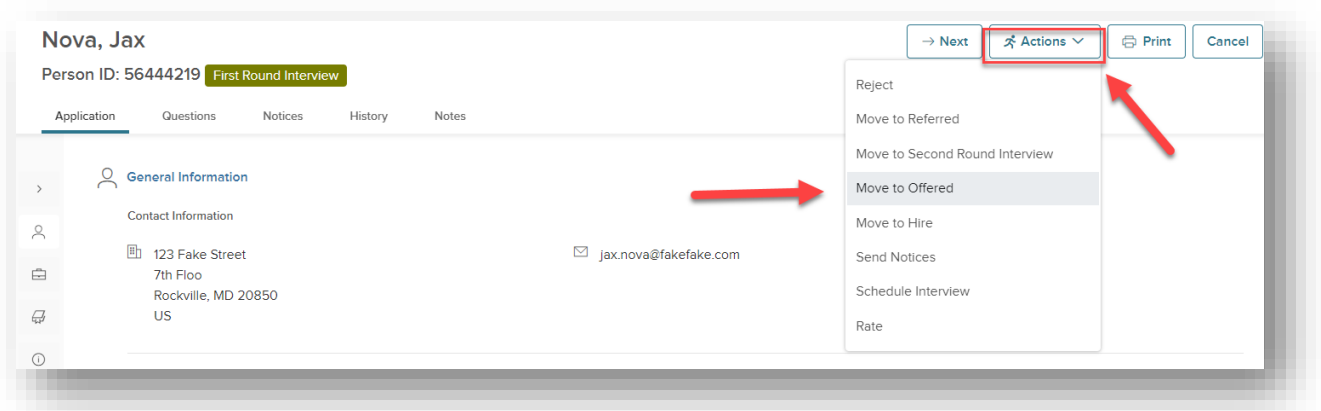 Nova, Jax
Next
Actions
Print
Cancel
Person ID: 56444219 First Round Interview
Application Questions Notices History Notes
Reject
Move to Referred
Move to Second Round Interview
Move to Offered
Move to Hire
Send Notices
Schedule Interview
Rate
General Information
Contact Information
123 Fake Street
7th Floo
Rockville, MD 20850
US
jax.nova@fakefake.com